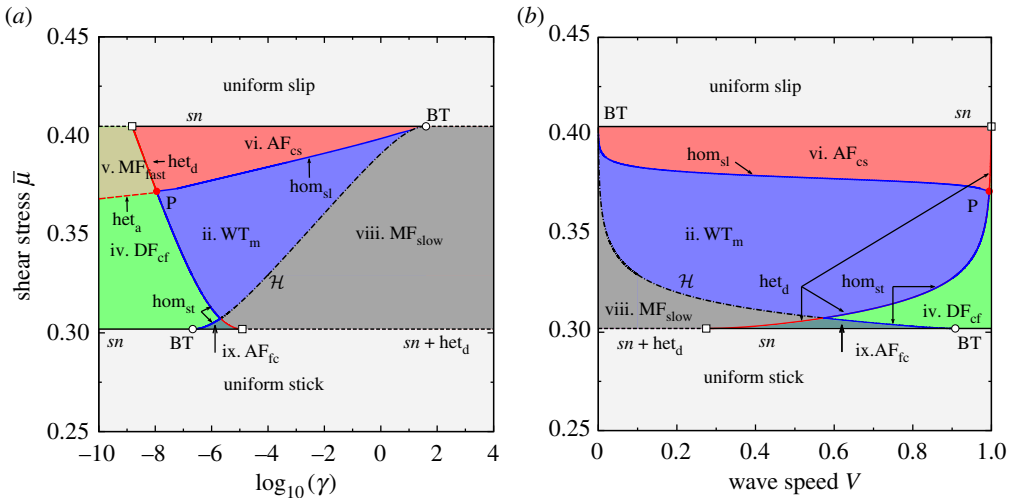 (a)
(b)
0.45
0.40
0.35
0.30
0.25
shear stress μ̄
uniform slip
sn
BT
vi. AF_cs
het_d
v. MF_fast
hom_sl
P
het_a
ii. WT_m
viii. MF_slow
iv. DF_cf
ℋ
hom_st
sn
BT
ix. AF_fc
sn + het_d
uniform stick
−10
−8
−6
−4
−2
0
2
4
log₁₀(γ)
0.45
0.40
0.35
0.30
0.25
uniform slip
BT
sn
vi. AF_cs
hom_sl
P
ii. WT_m
het_d
hom_st
ℋ
viii. MF_slow
iv. DF_cf
sn + het_d
sn
ix.AF_fc
BT
uniform stick
0
0.2
0.4
0.6
0.8
1.0
wave speed V